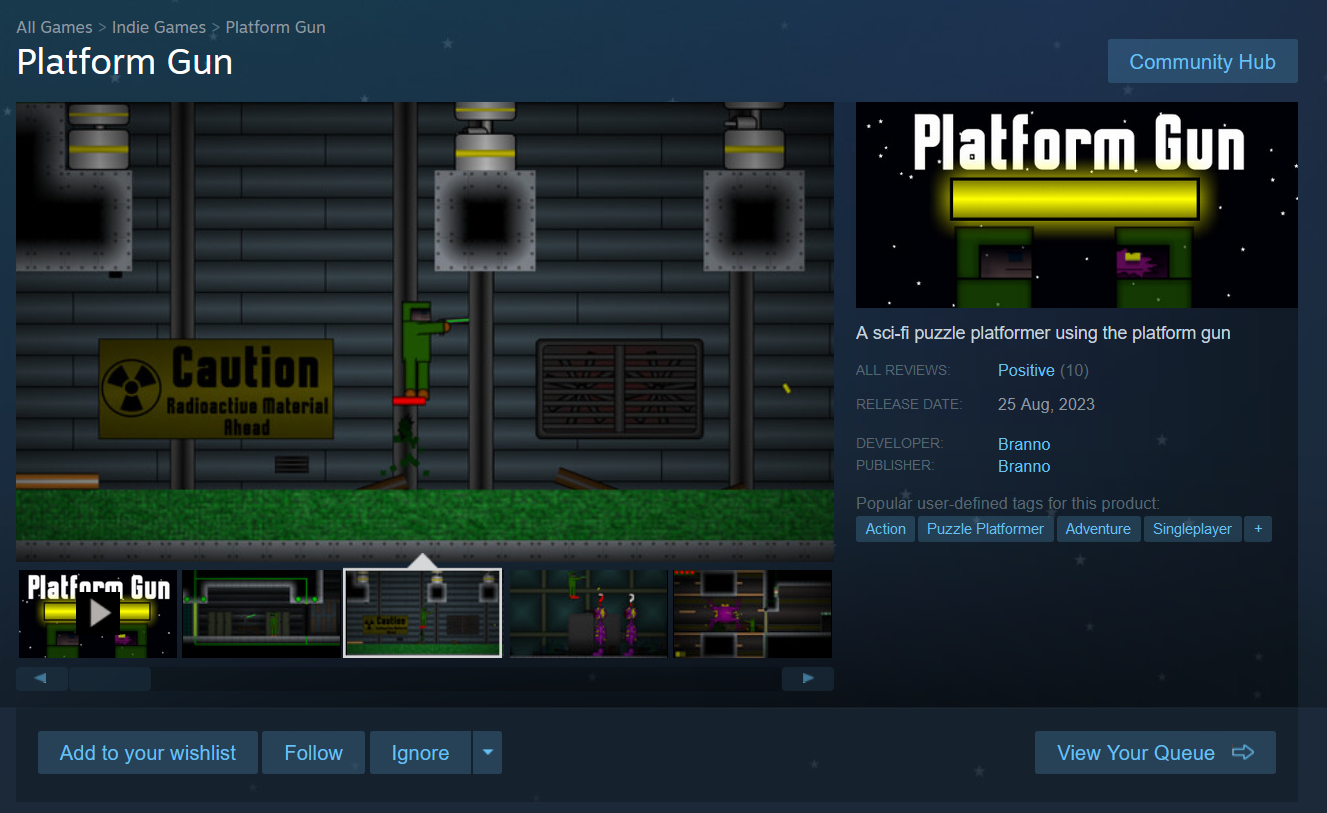 All Games > Indie Games > Platform Gun
Platform Gun
Community Hub
Caution
Radioactive Material
Ahead
Platform Gun
A sci-fi puzzle platformer using the platform gun
ALL REVIEWS: Positive (10)
RELEASE DATE: 25 Aug, 2023
DEVELOPER: Branno
PUBLISHER: Branno
Popular user-defined tags for this product:
Action Puzzle Platformer Adventure Singleplayer +
Platform Gun
Caution
Add to your wishlist Follow Ignore View Your Queue